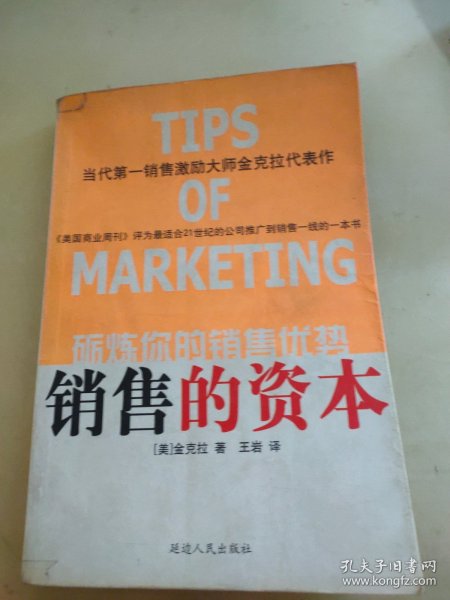 TIPS
当代第一销售激励大师金克拉代表作
OF
《美国商业周刊》评为最适合21世纪的公司推广到销售一线的一本书
MARKETING
砺炼你的销售优势
销售的资本
[美]金克拉 著 王岩 译
延边人民出版社
孔夫子旧书网
www.kongfz.com